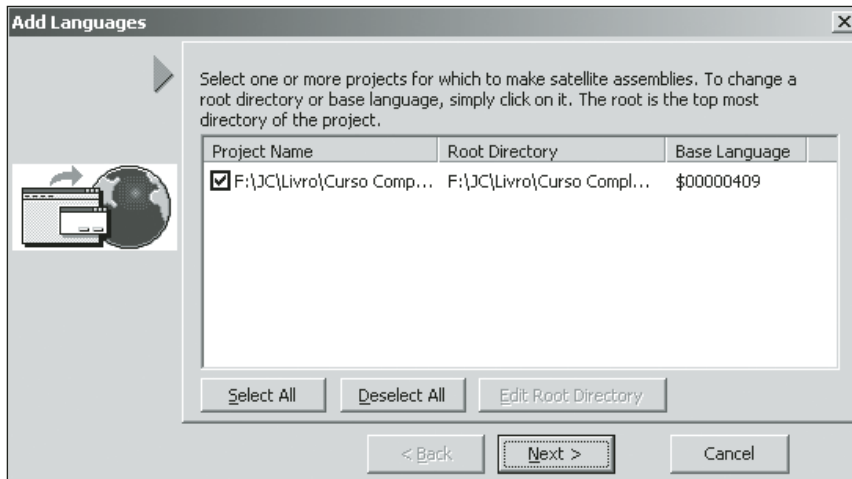 Add Languages
Select one or more projects for which to make satellite assemblies. To change a
root directory or base language, simply click on it. The root is the top most
directory of the project.
Project Name Root Directory Base Language
F:\JC\Livro\Curso Comp... F:\JC\Livro\Curso Compl... $00000409
Select All Deselect All Edit Root Directory
< Back Next > Cancel